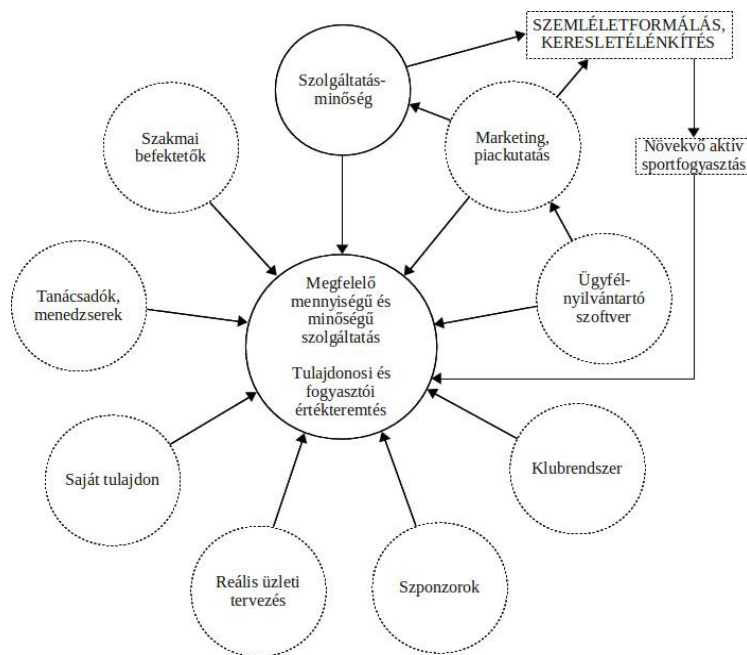 SZEMLÉLETFORMÁLÁS,
KERESLETÉLÉNKÍTÉS
Szolgáltatás-
minőség
Szakmai
befektetők
Marketing,
piackutatás
Növekvő aktív
sportfogyasztás
Tanácsadók,
menedzserek
Megfelelő
mennyiségű és
minőségű
szolgáltatás
Tulajdonosi és
fogyasztói
értékteremtés
Ügyfél-
nyilvántartó
szoftver
Saját tulajdon
Klubrendszer
Reális üzleti
tervezés
Szponzorok